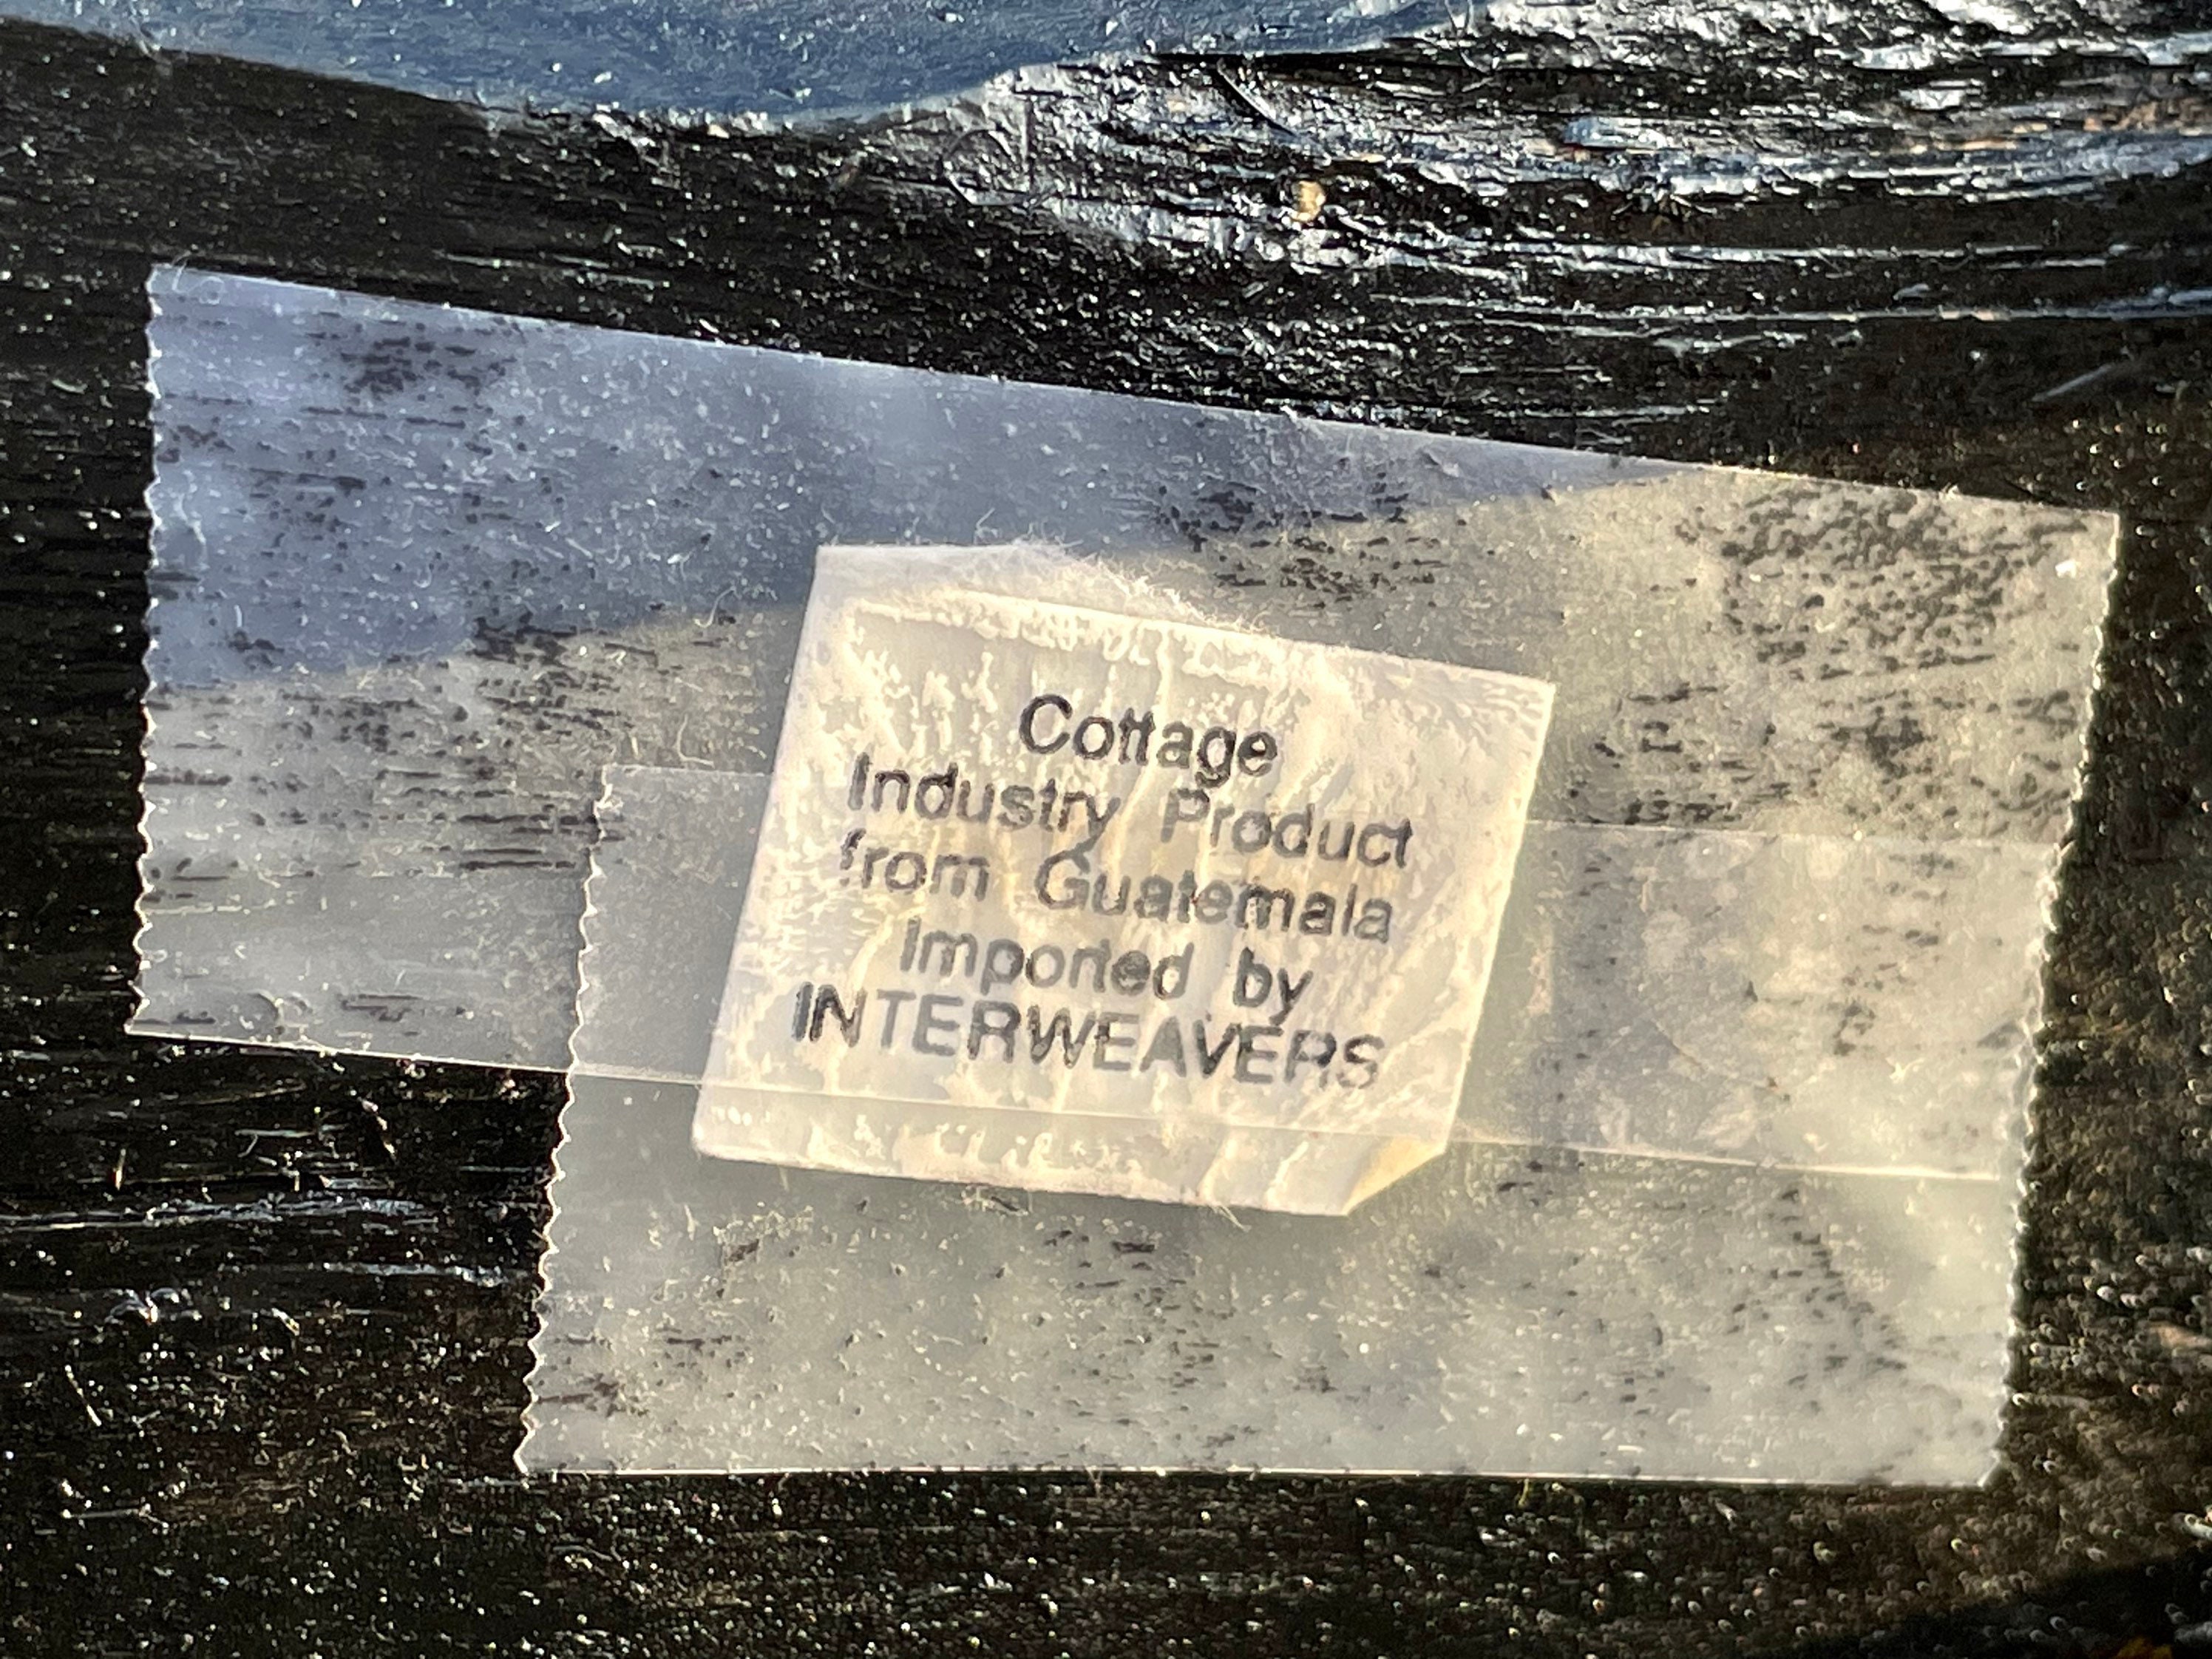 Cottage
Industry Product
from Guatemala
Imported by
INTERWEAVERS